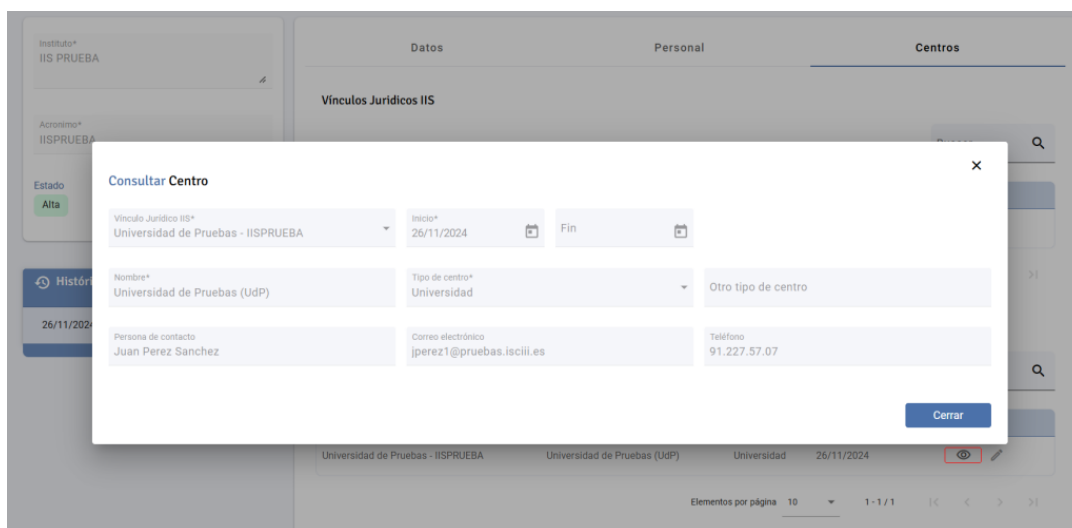 Instituto*
IIS PRUEBA
Datos
Personal
Centros
Vínculos Juridicos IIS
Acronimo*
IISPRUEBA
Estado
Alta
Consultar Centro
Vínculo Jurídico IIS*
Universidad de Pruebas - IISPRUEBA
Inicio*
26/11/2024
Fin
Nombre*
Universidad de Pruebas (UdP)
Tipo de centro*
Universidad
Otro tipo de centro
Históri
26/11/202
Persona de contacto
Juan Perez Sanchez
Correo electrónico
jperez1@pruebas.isciii.es
Teléfono
91.227.57.07
Cerrar
Universidad de Pruebas - IISPRUEBA
Universidad de Pruebas (UdP)
Universidad
26/11/2024
Elementos por página
10
1 - 1 / 1